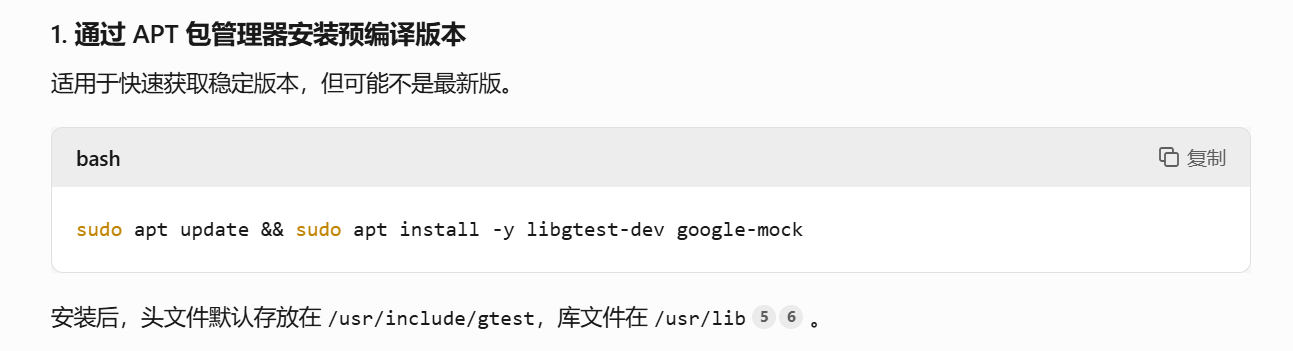 1. 通过 APT 包管理器安装预编译版本
适用于快速获取稳定版本，但可能不是最新版。
bash 复制
sudo apt update && sudo apt install -y libgtest-dev google-mock
安装后，头文件默认存放在 /usr/include/gtest，库文件在 /usr/lib 5 6 。